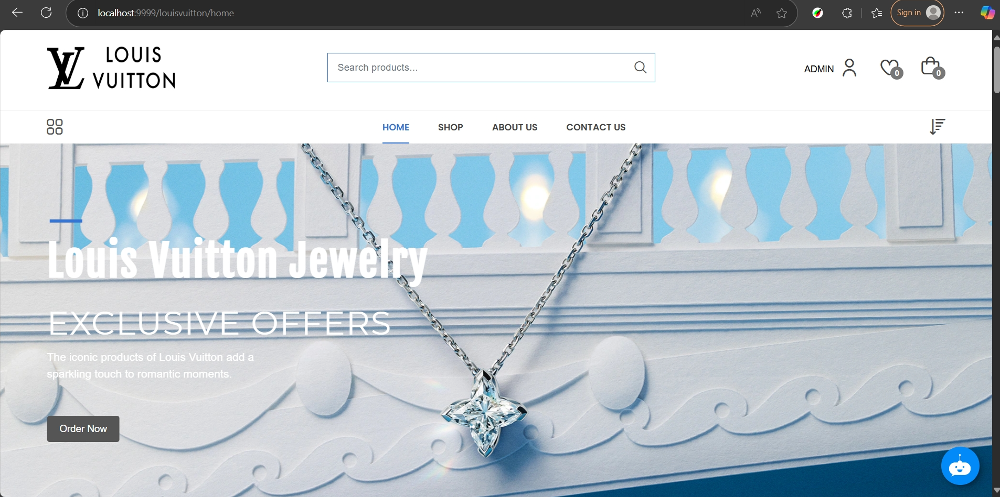 localhost:9999/louisvuitton/home
Sign in
LV LOUIS
VUITTON
Search products...
ADMIN
0
0
HOME
SHOP
ABOUT US
CONTACT US
Louis Vuitton Jewelry
EXCLUSIVE OFFERS
The iconic products of Louis Vuitton add a
sparkling touch to romantic moments.
Order Now